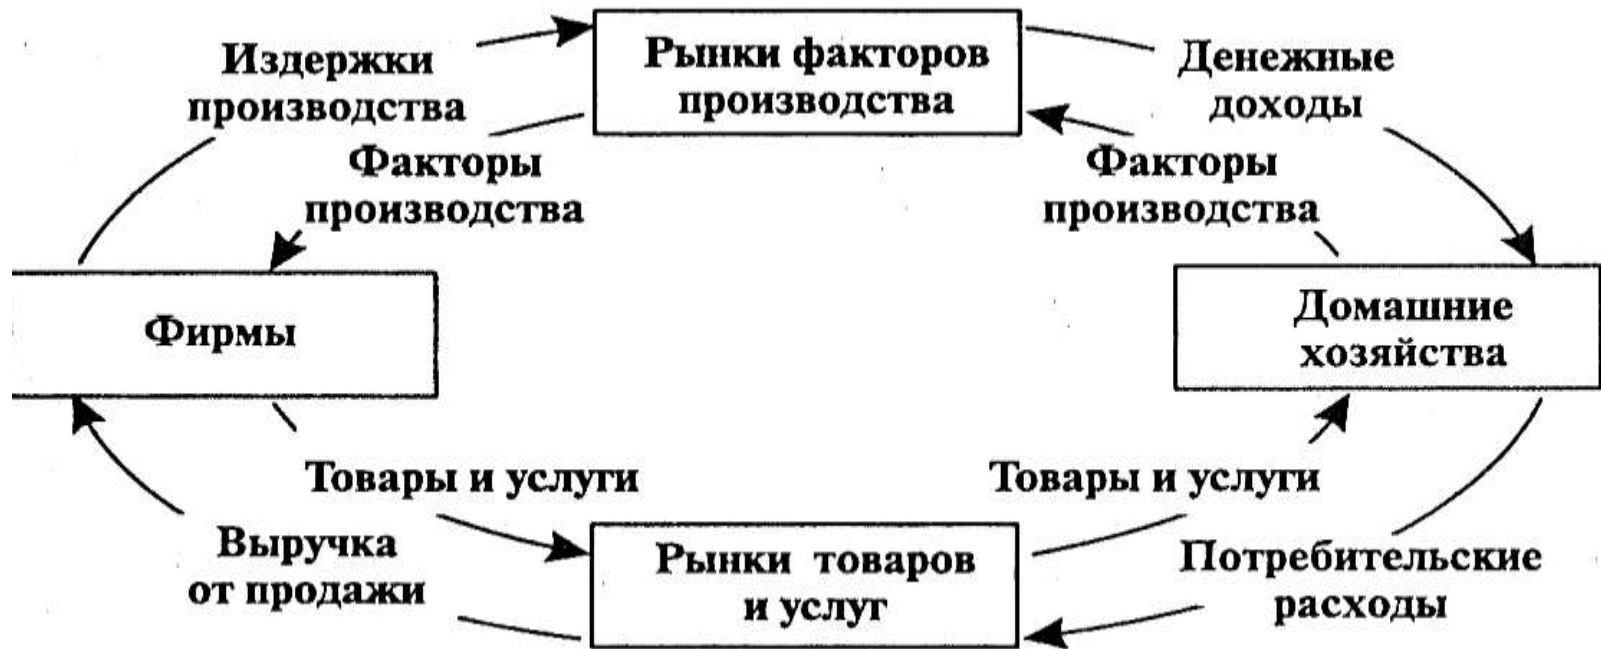 Издержки
производства
Рынки факторов
производства
Денежные
доходы
Факторы
производства
Факторы
производства
Фирмы
Домашние
хозяйства
Товары и услуги
Товары и услуги
Выручка
от продажи
Рынки товаров
и услуг
Потребительские
расходы